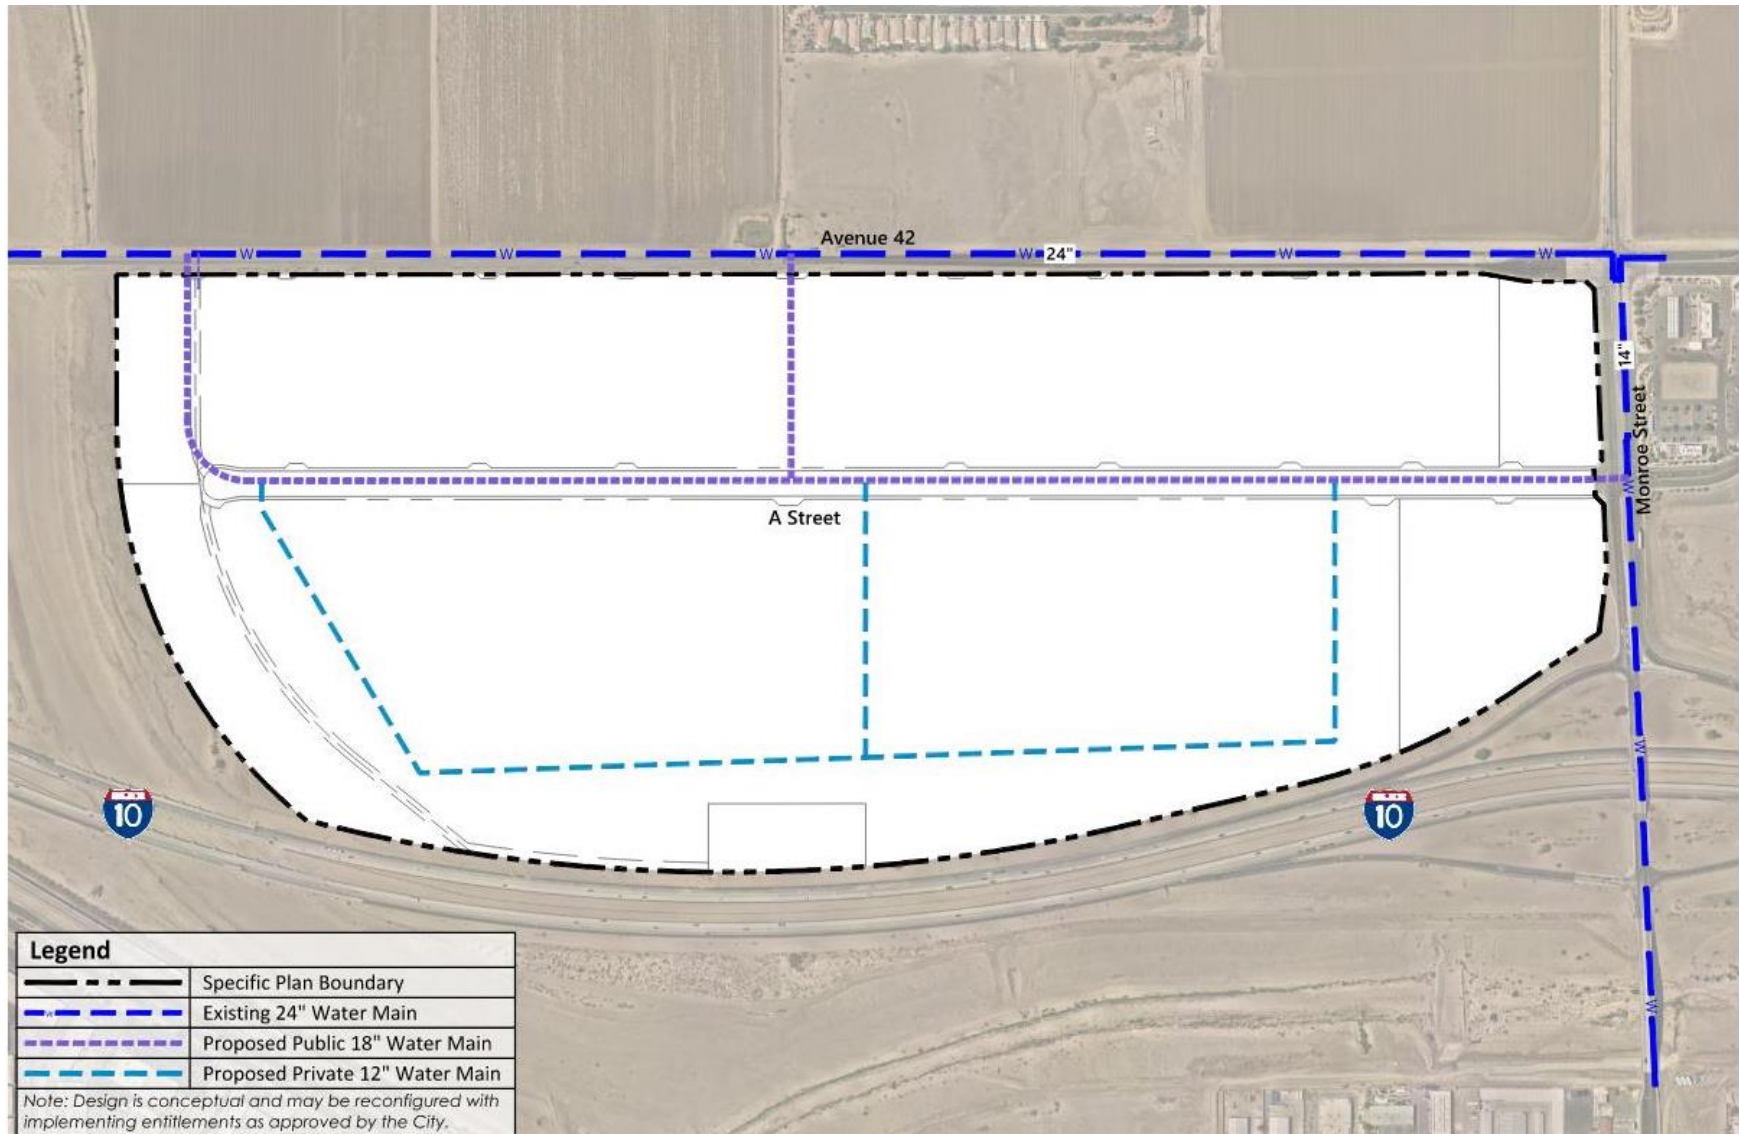 Avenue 42
W
W
W
W
24"
W
W
14"
Monroe Street
W
A Street
W
10
10
W
Legend
Specific Plan Boundary
W
Existing 24" Water Main
Proposed Public 18" Water Main
Proposed Private 12" Water Main
Note: Design is conceptual and may be reconfigured with
implementing entitlements as approved by the City.